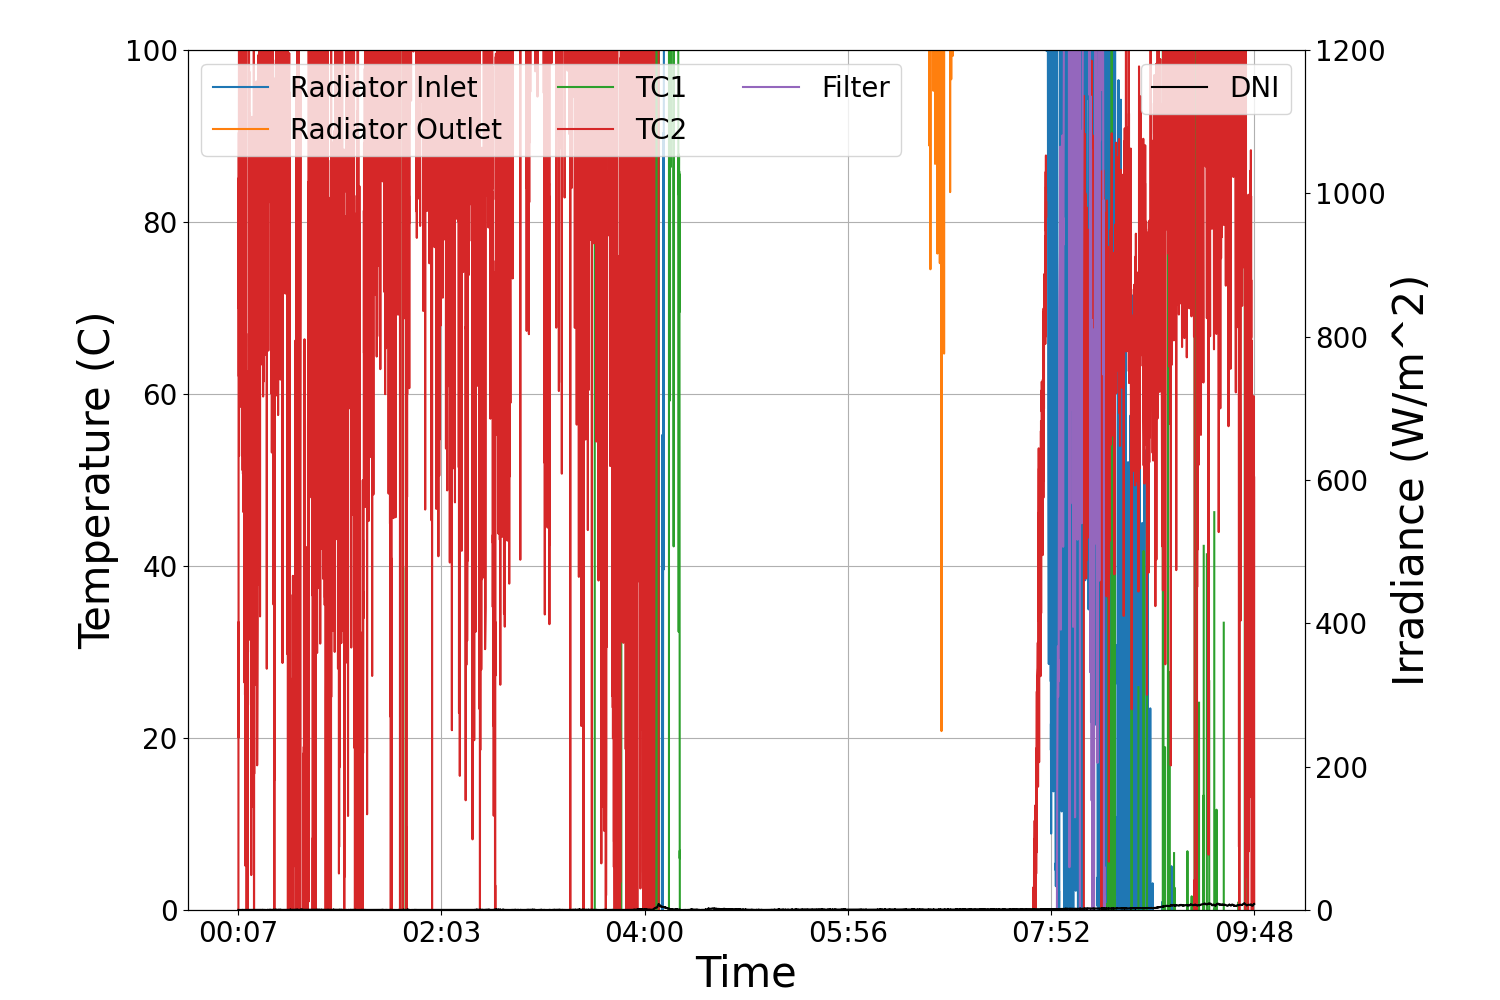 100
80
60
40
20
0
Temperature (C)
Radiator Inlet
Radiator Outlet
TC1
TC2
Filter
DNI
1200
1000
800
600
400
200
0
Irradiance (W/m^2)
00:07
02:03
04:00
05:56
07:52
09:48
Time